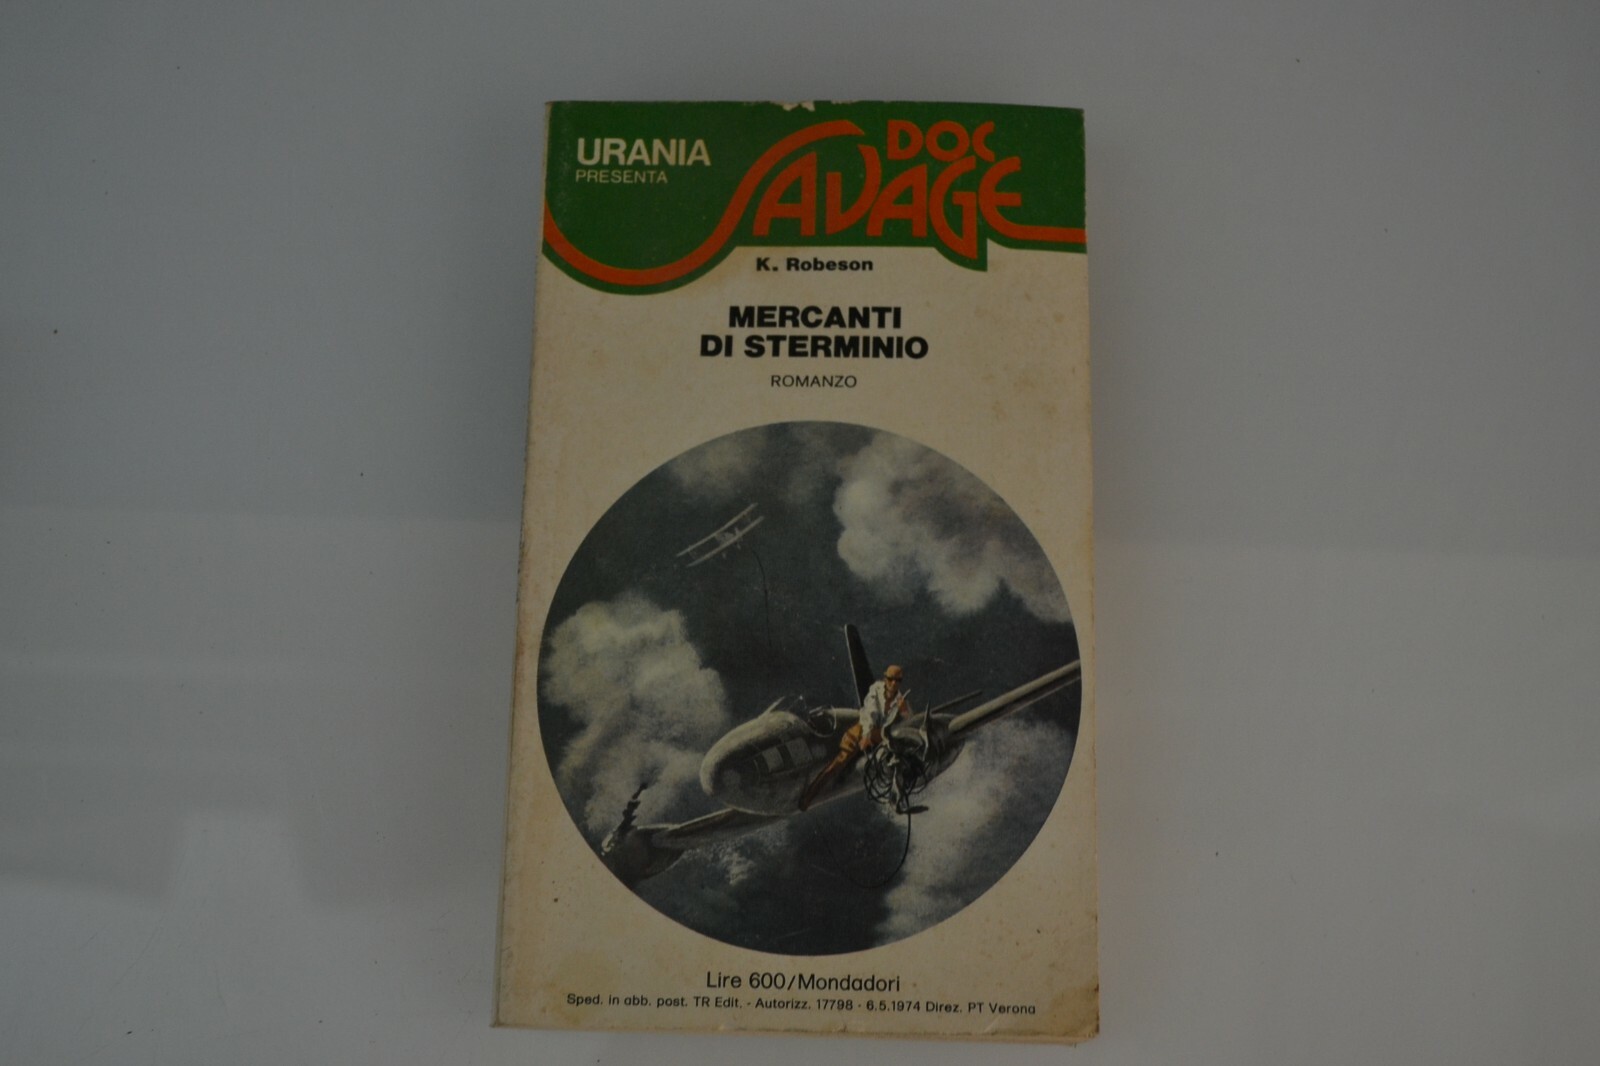 URANIA
PRESENTA
DOC
SAVAGE
K. Robeson
MERCANTI
DI STERMINIO
ROMANZO
Lire 600/Mondadori
Sped. in abb. post. TR Edit. - Autorizz. 17798 - 6.5.1974 Direz. PT Verona